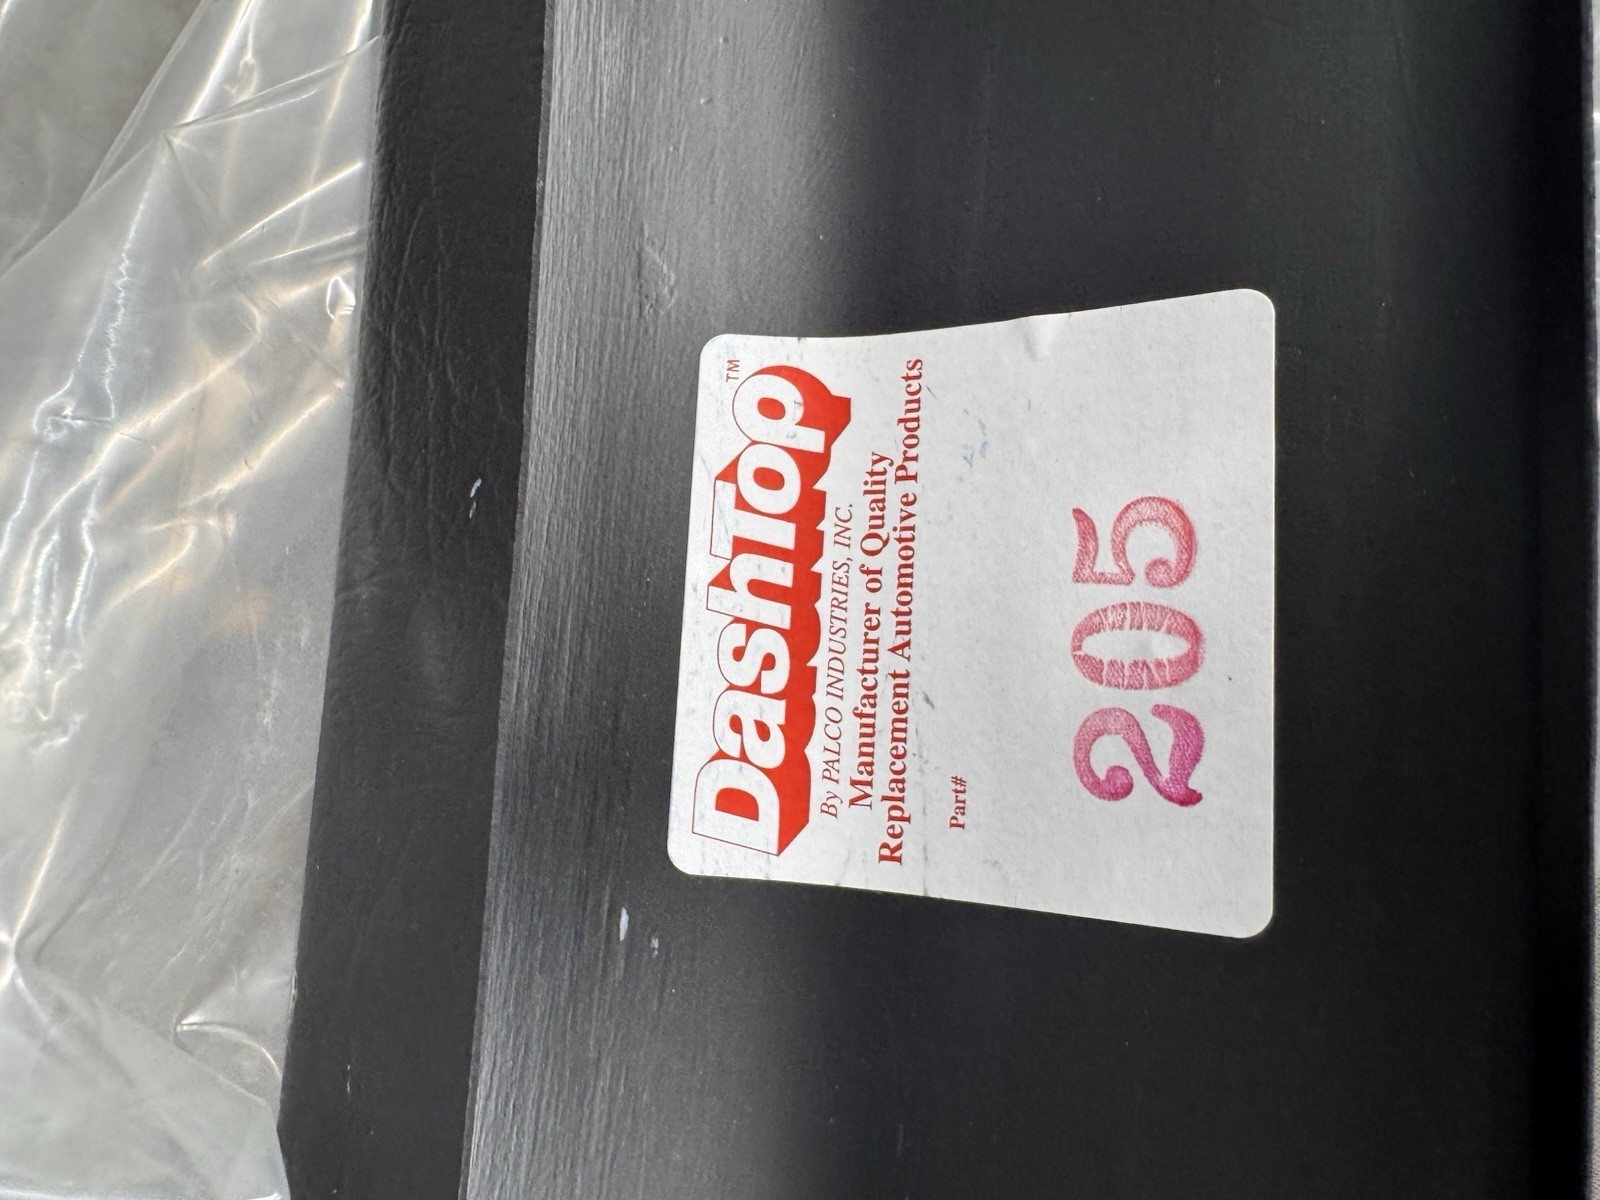 DashTop™
By PALCO INDUSTRIES, INC.
Manufacturer of Quality
Replacement Automotive Products
Part#
205